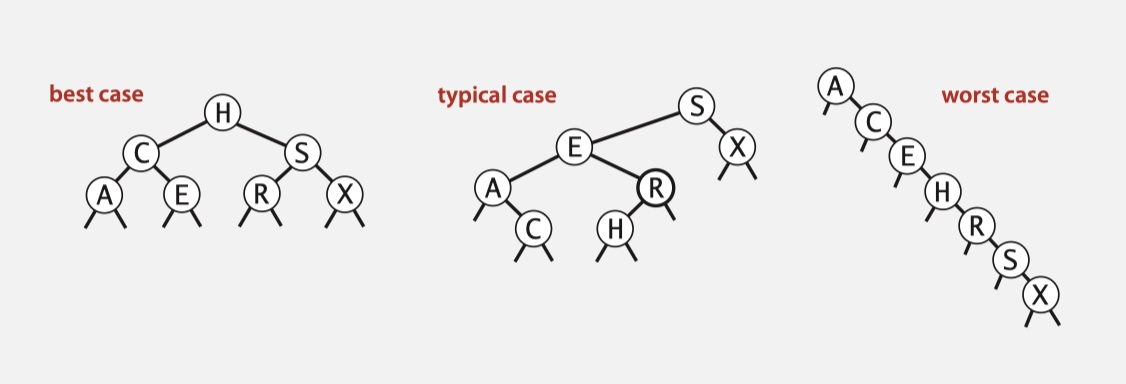 best case
H
C S
A E R X
typical case
S
E X
A R
C H
worst case
A
C
E
H
R
S
X